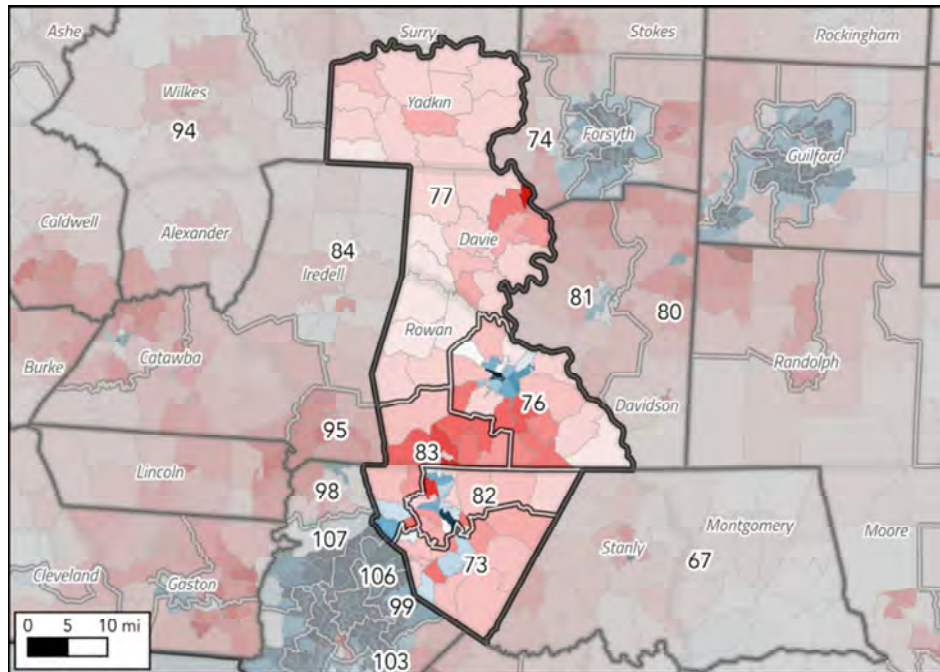 Ashe
Surry
Stokes
Rockingham
Wilkes
94
Yadkin
74
Forsyth
Guilford
77
Caldwell
Alexander
84
Iredell
Davie
81
80
Rowan
Burke
Catawba
Randolph
76
Davidson
95
83
Lincoln
98
82
107
Stanly
Montgomery
Moore
67
Cleveland
Gaston
106
73
99
103
0 5 10 mi